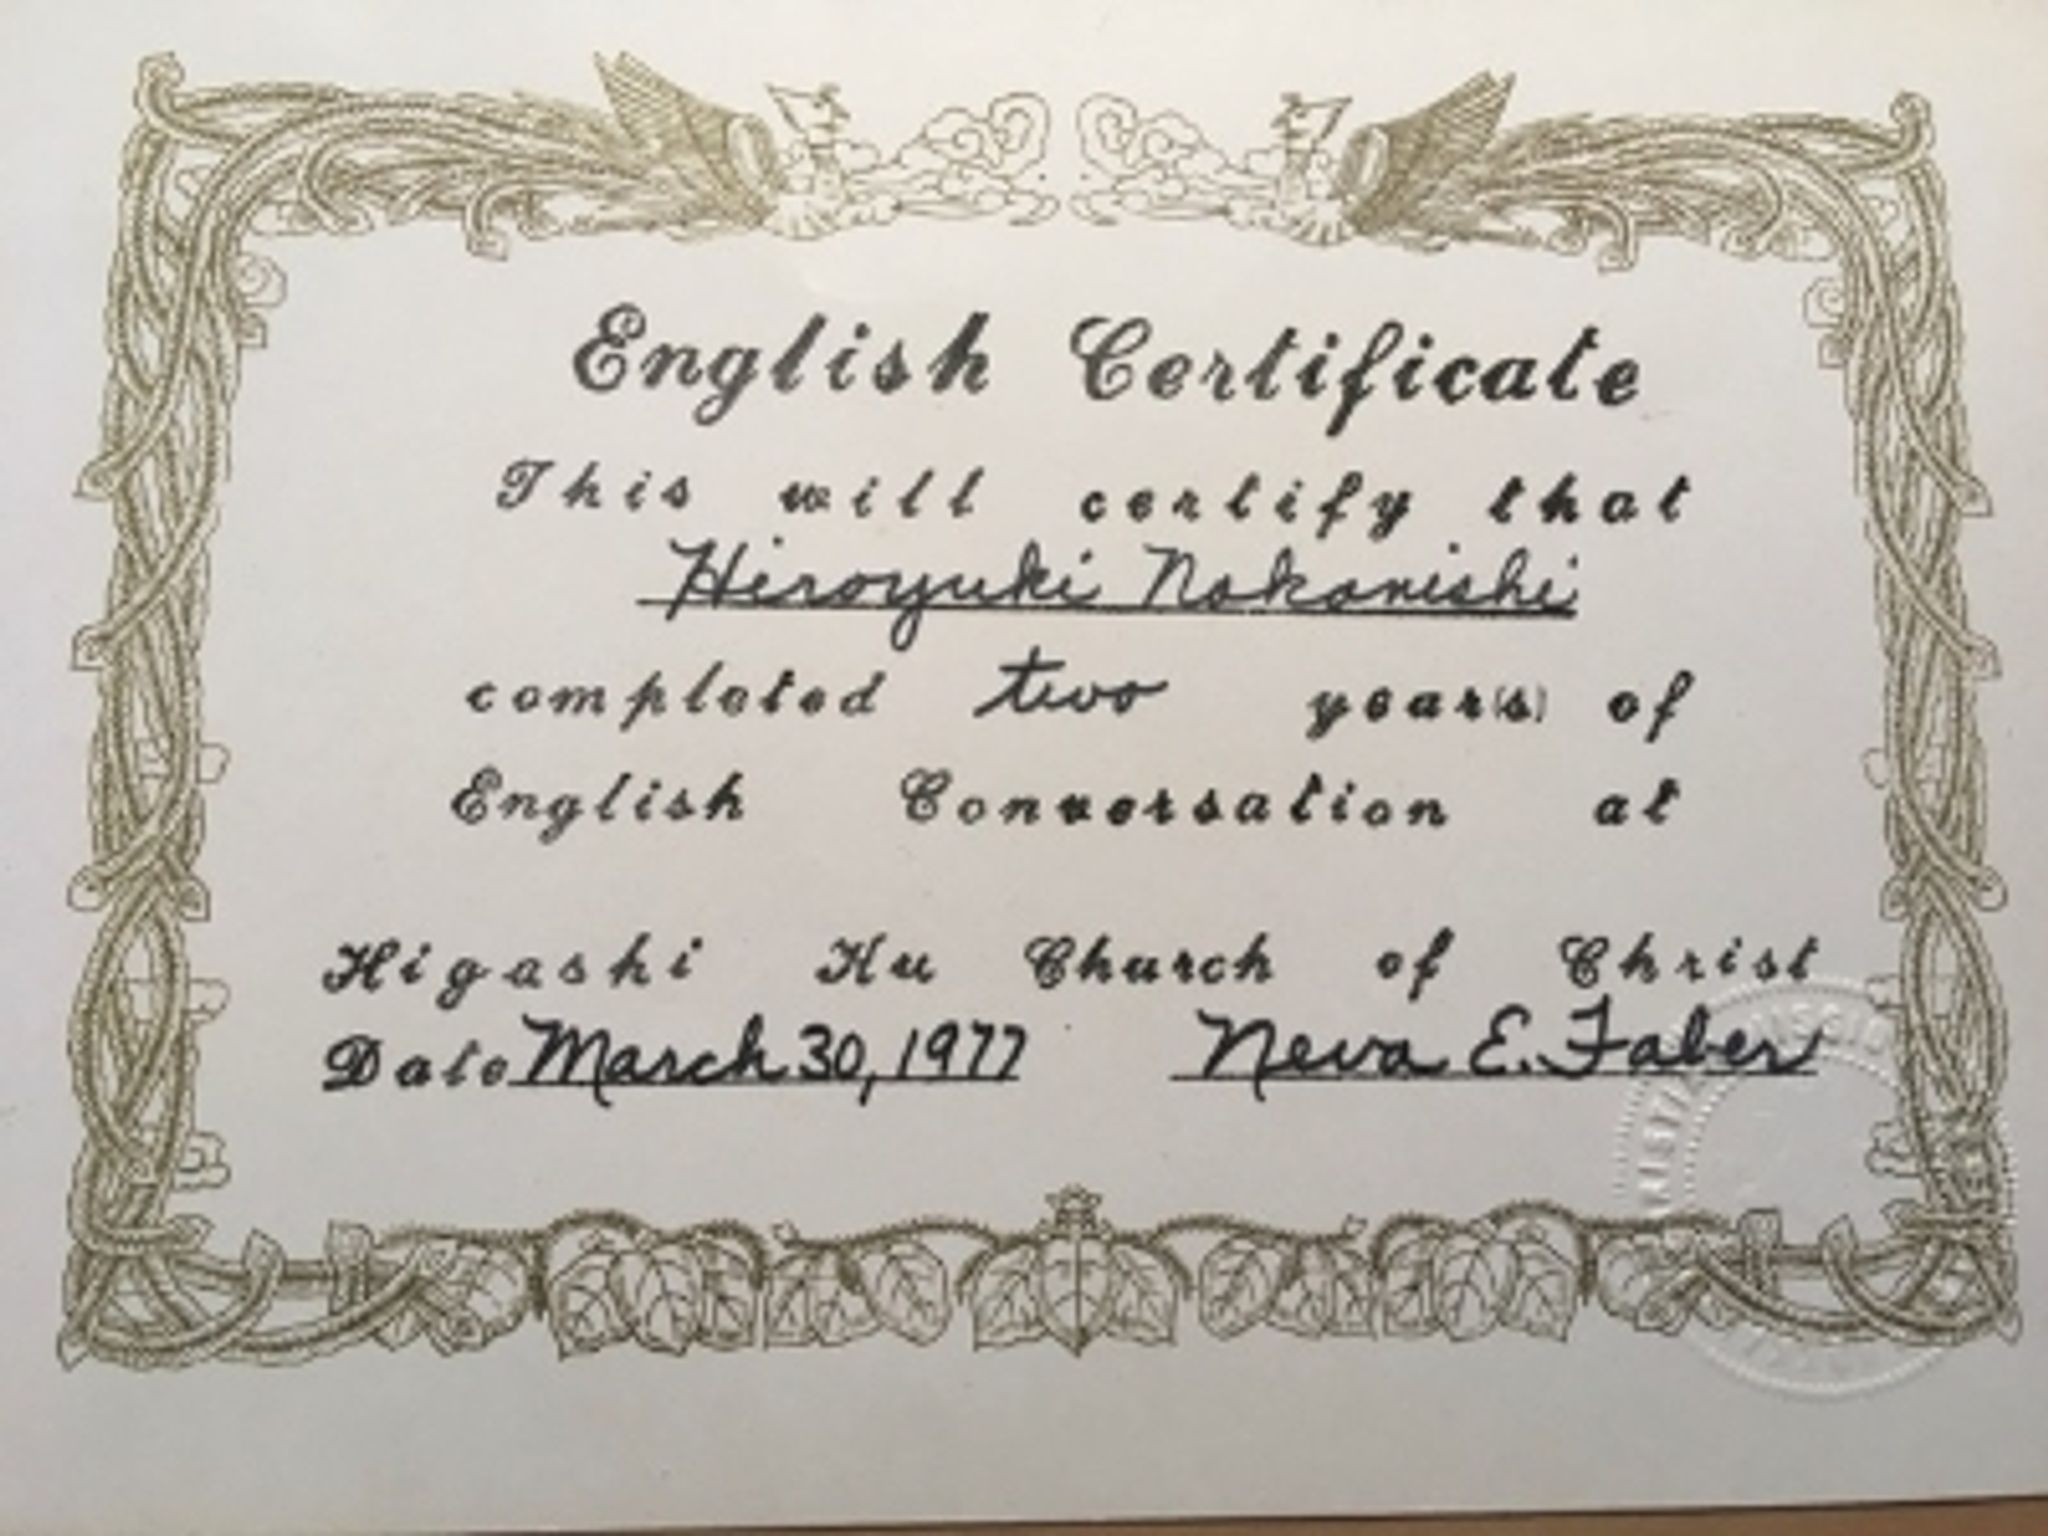 English Certificate
This will certify that
Hiroyuki Nakanishi
completed two year(s) of
English Conversation at
Higashi Ku Church of Christ
Date March 30, 1977 Neva E. Faber